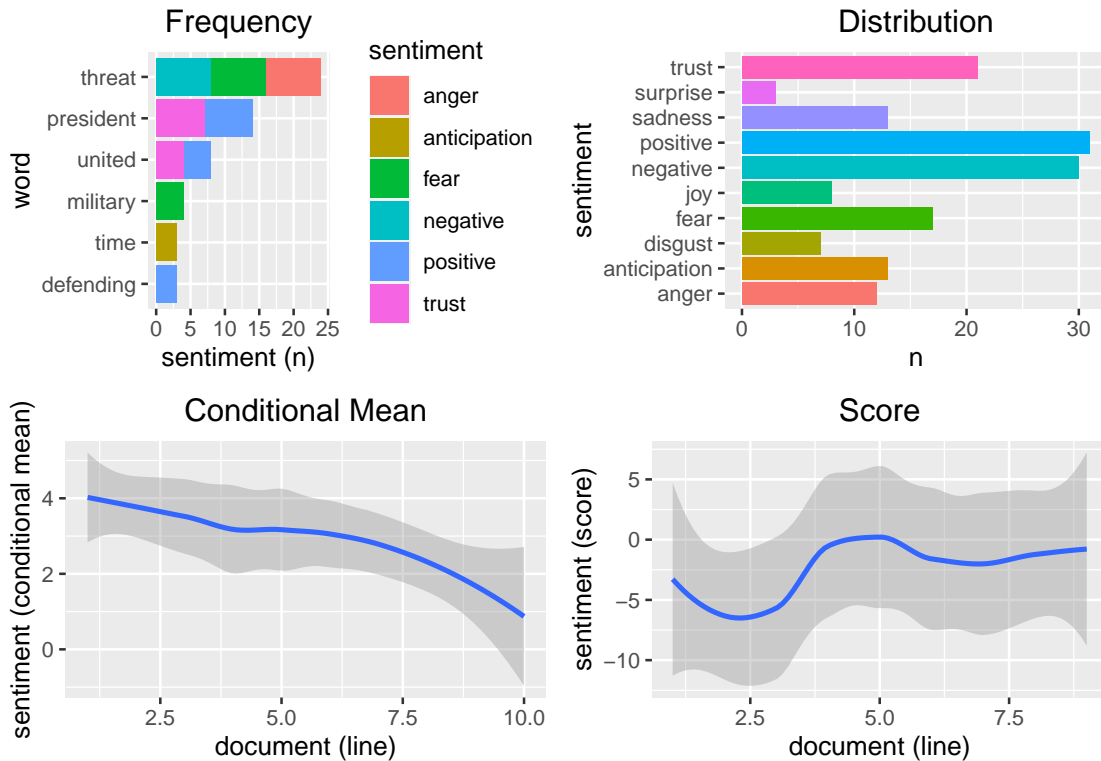 Frequency
word
threat
president
united
military
time
defending
0 5 10 15 20 25
sentiment (n)
sentiment
anger
anticipation
fear
negative
positive
trust
Distribution
sentiment
trust
surprise
sadness
positive
negative
joy
fear
disgust
anticipation
anger
0 10 20 30
n
Conditional Mean
sentiment (conditional mean)
4
2
0
2.5 5.0 7.5 10.0
document (line)
Score
sentiment (score)
5
0
−5
−10
2.5 5.0 7.5
document (line)